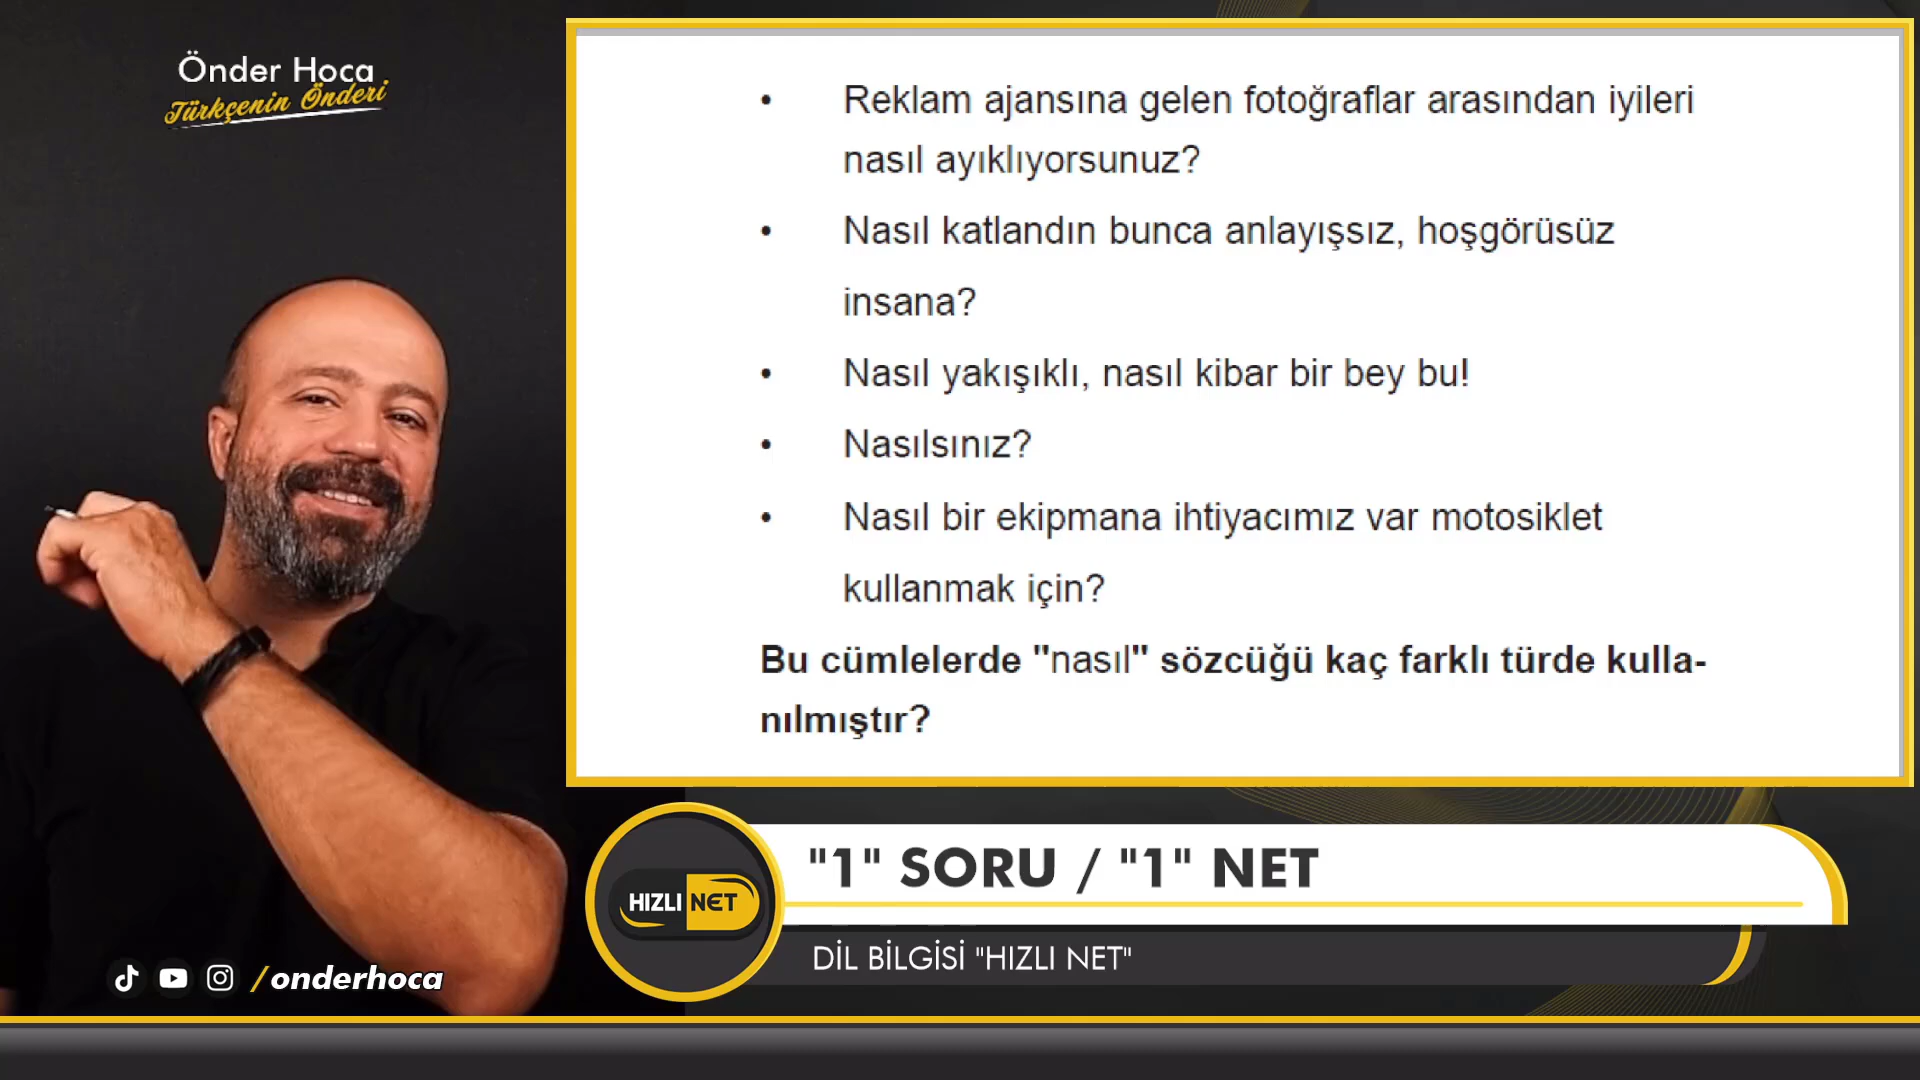 Önder Hoca
Türkçenin Önderi
• Reklam ajansına gelen fotoğraflar arasından iyileri
nasıl ayıklıyorsunuz?
• Nasıl katlandın bunca anlayışsız, hoşgörüsüz
insana?
• Nasıl yakışıklı, nasıl kibar bir bey bu!
• Nasılsınız?
• Nasıl bir ekipmana ihtiyacımız var motosiklet
kullanmak için?
Bu cümlelerde "nasıl" sözcüğü kaç farklı türde kulla-
nılmıştır?
"1" SORU / "1" NET
HIZLI NET
DİL BİLGİSİ "HIZLI NET"
/onderhoca